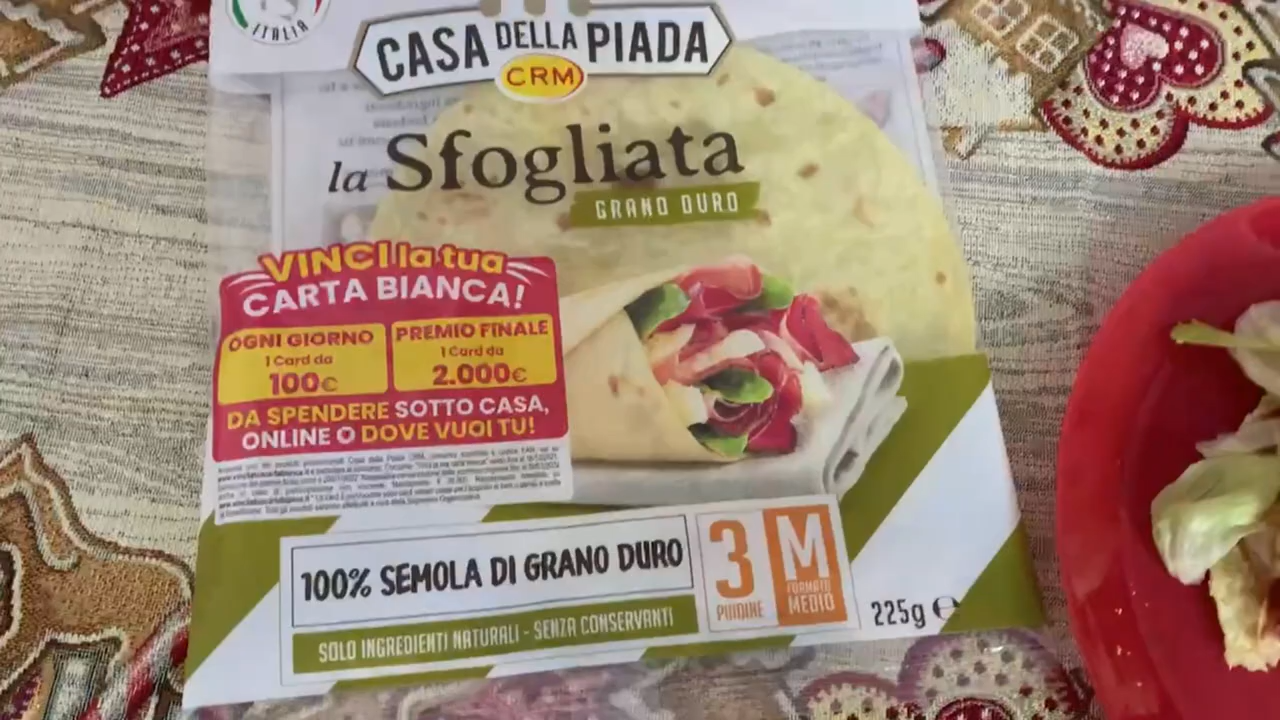 ITALIA
CASA DELLA PIADA
CRM
la Sfogliata
GRANO DURO
VINCI la tua
CARTA BIANCA!
OGNI GIORNO
1 Card da
100€
PREMIO FINALE
1 Card da
2.000€
DA SPENDERE SOTTO CASA,
ONLINE O DOVE VUOI TU!
100% SEMOLA DI GRANO DURO
SOLO INGREDIENTI NATURALI - SENZA CONSERVANTI
3
PIADINE
M
FORMATO
MEDIO
225g e